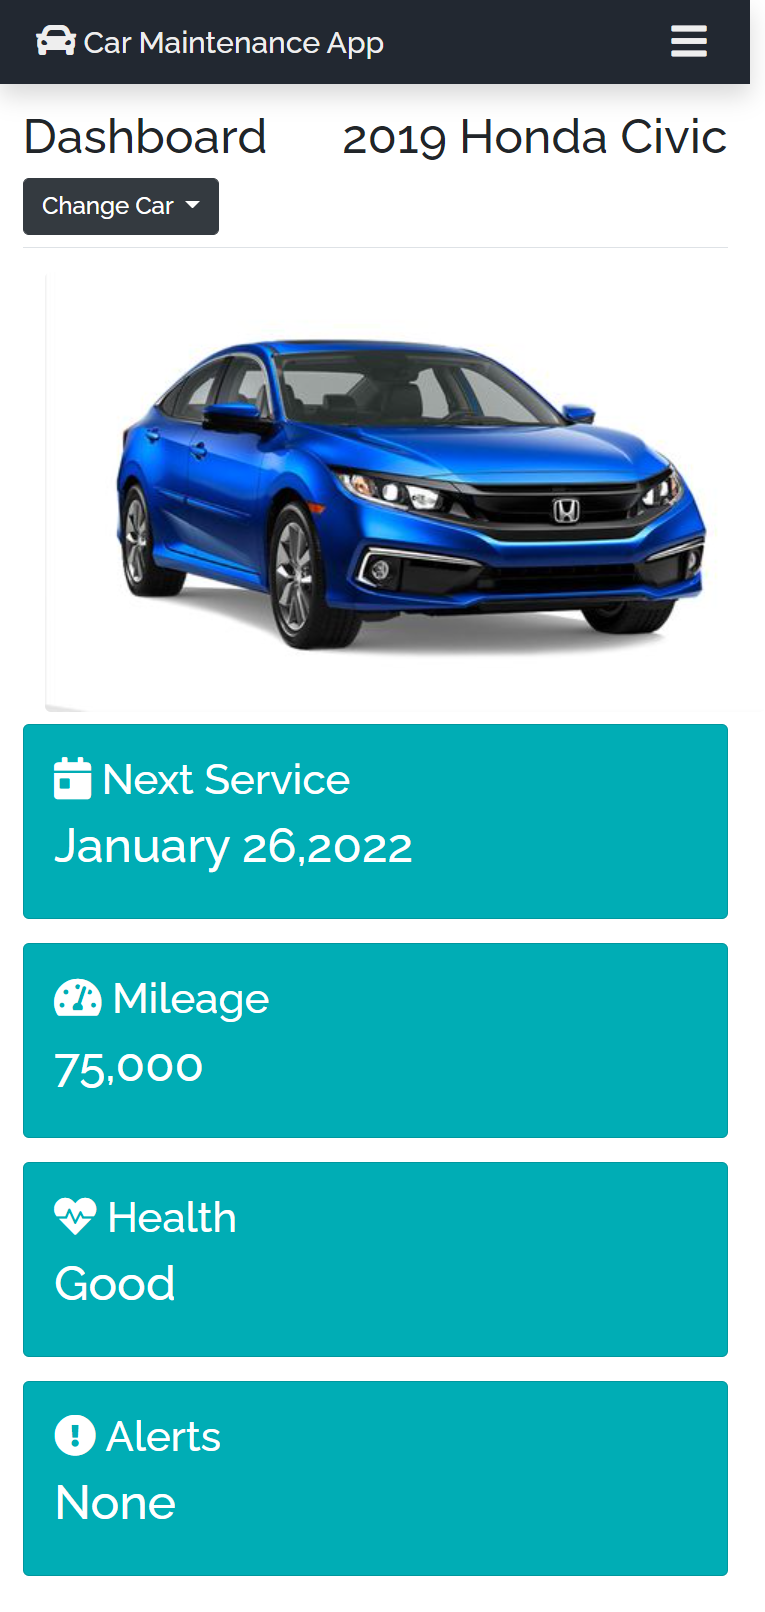 Car Maintenance App
Dashboard 2019 Honda Civic
Change Car
Next Service
January 26,2022
Mileage
75,000
Health
Good
Alerts
None